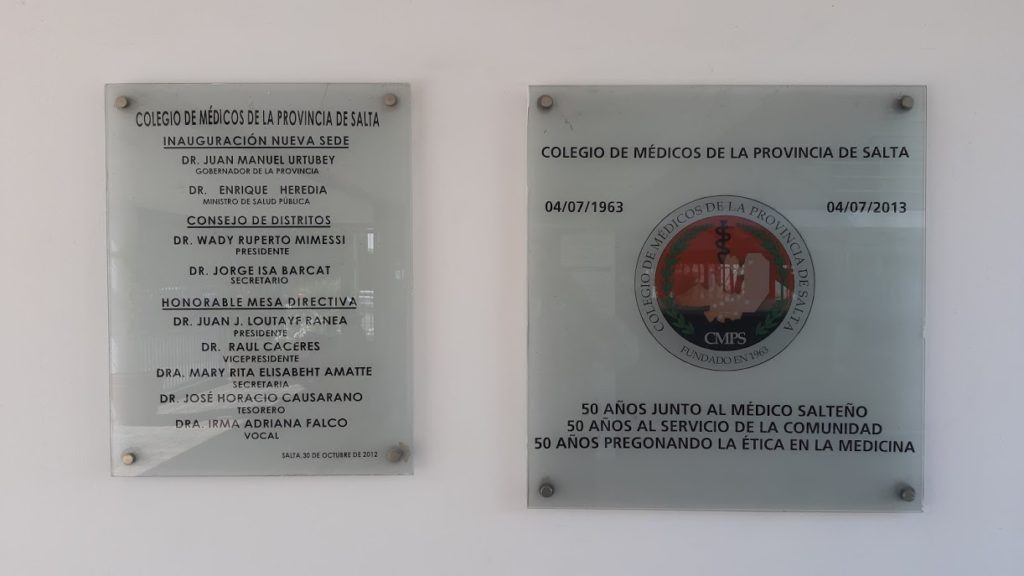 COLEGIO DE MÉDICOS DE LA PROVINCIA DE SALTA
INAUGURACIÓN NUEVA SEDE
DR. JUAN MANUEL URTUBEY
GOBERNADOR DE LA PROVINCIA
DR. ENRIQUE HEREDIA
MINISTRO DE SALUD PÚBLICA
CONSEJO DE DISTRITOS
DR. WADY RUPERTO MIMESSI
PRESIDENTE
DR. JORGE ISA BARCAT
SECRETARIO
HONORABLE MESA DIRECTIVA
DR. JUAN J. LOUTAYF RANEA
PRESIDENTE
DR. RAUL CACERES
VICEPRESIDENTE
DRA. MARY RITA ELISABEHT AMATTE
SECRETARIA
DR. JOSÉ HORACIO CAUSARANO
TESORERO
DRA. IRMA ADRIANA FALCO
VOCAL
SALTA, 30 DE OCTUBRE DE 2012
COLEGIO DE MÉDICOS DE LA PROVINCIA DE SALTA
04/07/1963 04/07/2013
COLEGIO DE MÉDICOS DE LA PROVINCIA DE SALTA
CMPS
FUNDADO EN 1963
50 AÑOS JUNTO AL MÉDICO SALTEÑO
50 AÑOS AL SERVICIO DE LA COMUNIDAD
50 AÑOS PREGONANDO LA ÉTICA EN LA MEDICINA